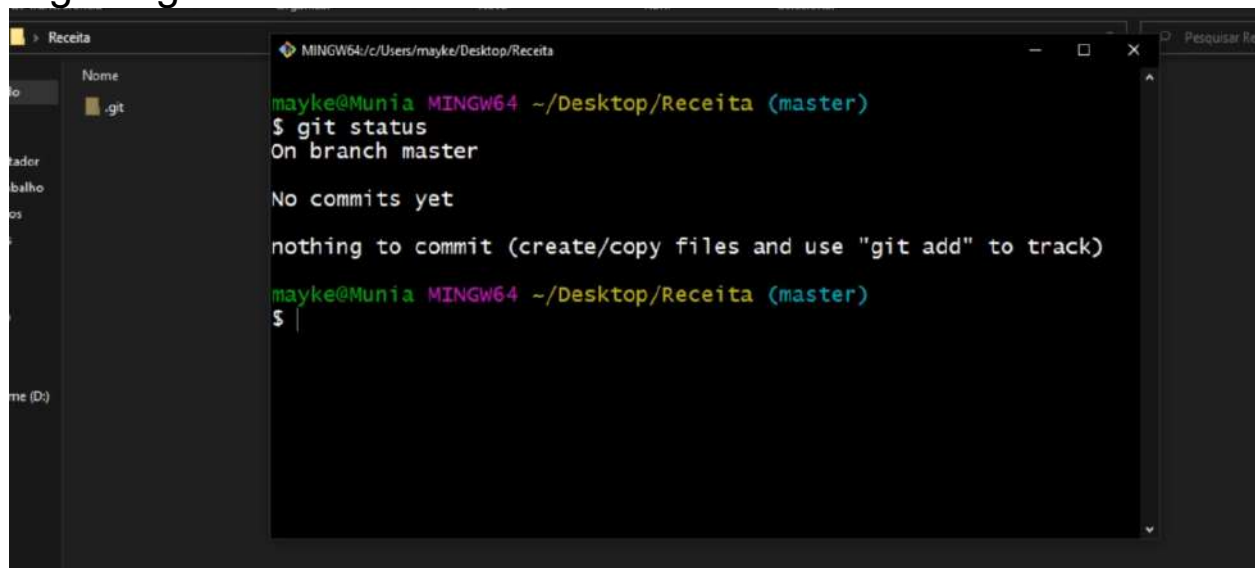 Receita
Pesquisar Re
MINGW64:/c/Users/mayke/Desktop/Receita
Nome
.git
mayke@Munia MINGW64 ~/Desktop/Receita (master)
$ git status
On branch master
No commits yet
nothing to commit (create/copy files and use "git add" to track)
mayke@Munia MINGW64 ~/Desktop/Receita (master)
$
tador
balho
os
me (D:)